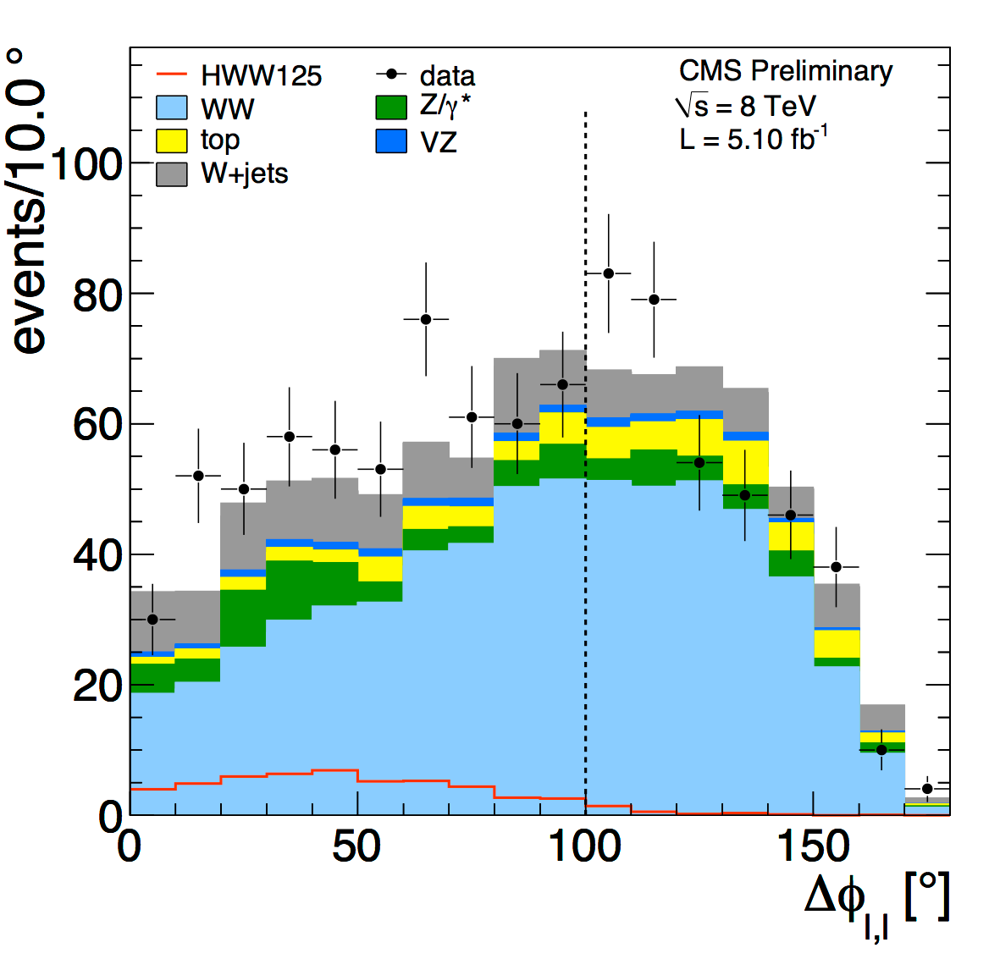 events/10.0 °
HWW125
WW
top
W+jets
data
Z/γ*
VZ
CMS Preliminary
√s = 8 TeV
L = 5.10 fb-1
100
80
60
40
20
0
0 50 100 150
Δϕl,l [°]